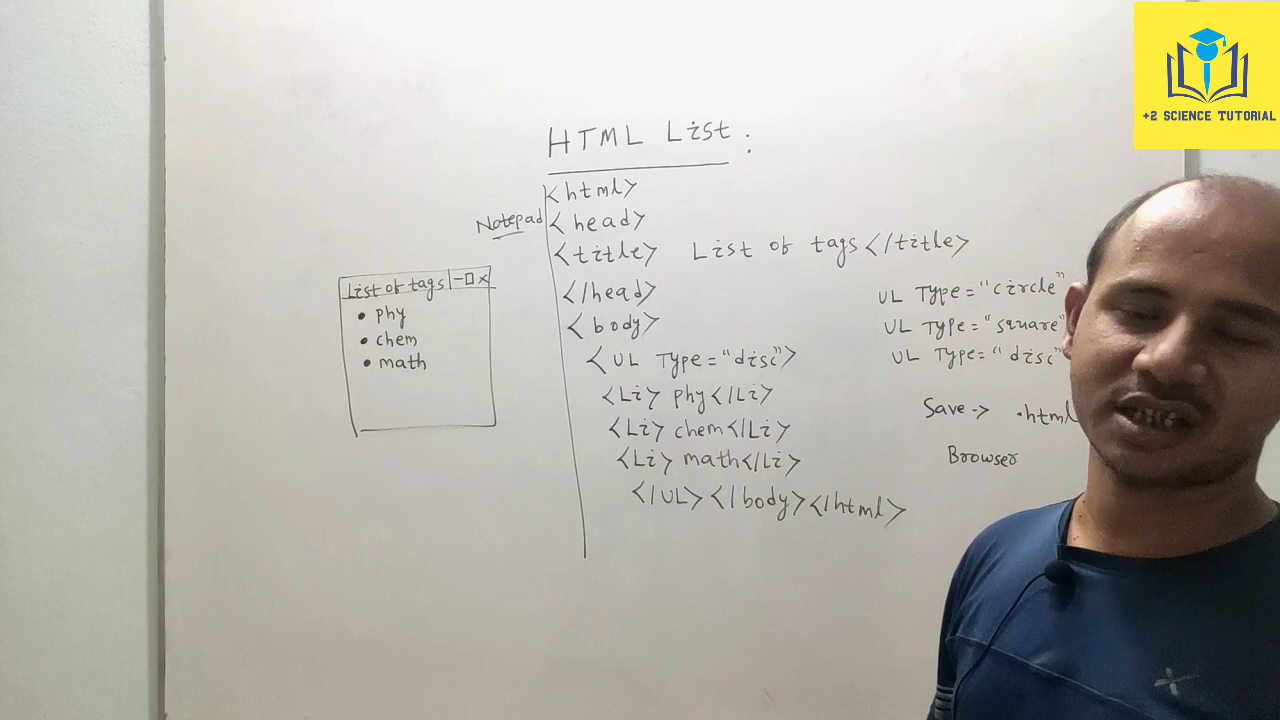 +2 SCIENCE TUTORIAL
HTML List :
<html>
Notepad
<head>
<title> List of tags </title>
</head>
<body>
<UL Type="disc">
<Li> phy </Li>
<Li> chem </Li>
<Li> math </Li>
</UL> </body> </html>
List of tags - □ x
• phy
• chem
• math
UL Type = "circle"
UL Type = "square"
UL Type = "disc"
Save -> .html
Browser